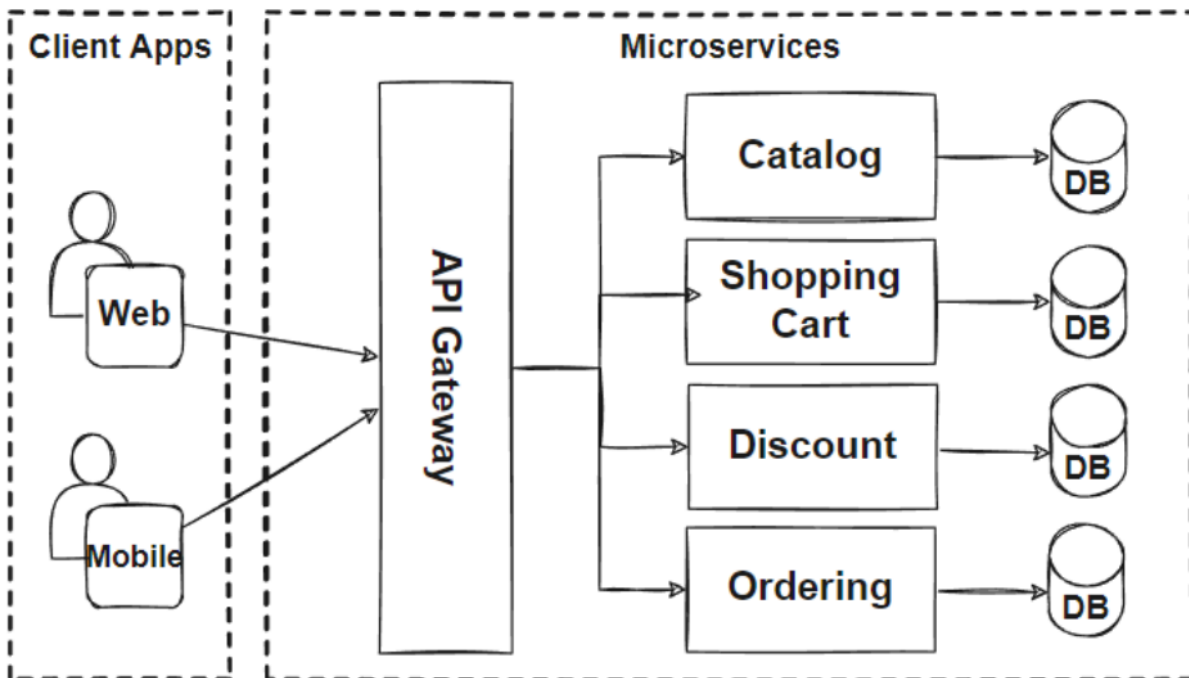 Client Apps
Microservices
Web
Mobile
API Gateway
Catalog
DB
Shopping
Cart
DB
Discount
DB
Ordering
DB